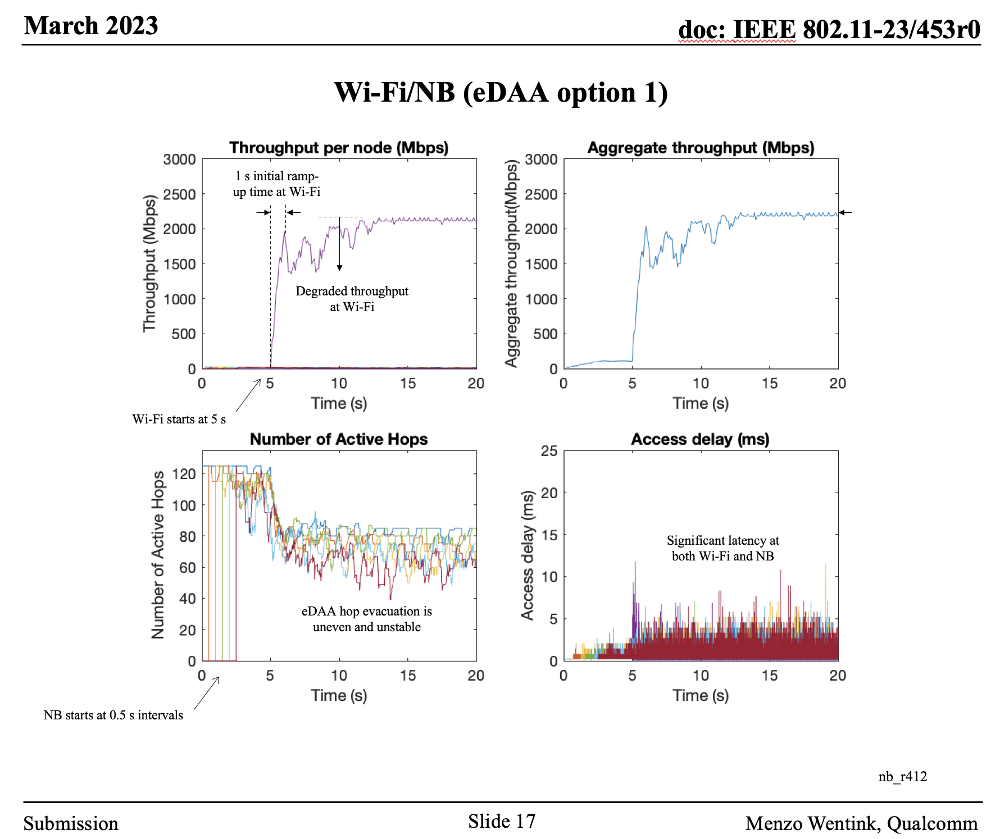 March 2023
doc: IEEE 802.11-23/453r0
Wi-Fi/NB (eDAA option 1)
Throughput per node (Mbps)
3000
2500
2000
1500
1000
500
0
Throughput (Mbps)
1 s initial ramp-
up time at Wi-Fi
Degraded throughput
at Wi-Fi
0 5 10 15 20
Time (s)
Wi-Fi starts at 5 s
Aggregate throughput (Mbps)
3000
2500
2000
1500
1000
500
0
Aggregate throughput(Mbps)
0 5 10 15 20
Time (s)
Number of Active Hops
120
100
80
60
40
20
0
Number of Active Hops
eDAA hop evacuation is
uneven and unstable
0 5 10 15 20
Time (s)
NB starts at 0.5 s intervals
Access delay (ms)
25
20
15
10
5
0
Access delay (ms)
Significant latency at
both Wi-Fi and NB
0 5 10 15 20
Time (s)
nb_r412
Submission
Slide 17
Menzo Wentink, Qualcomm